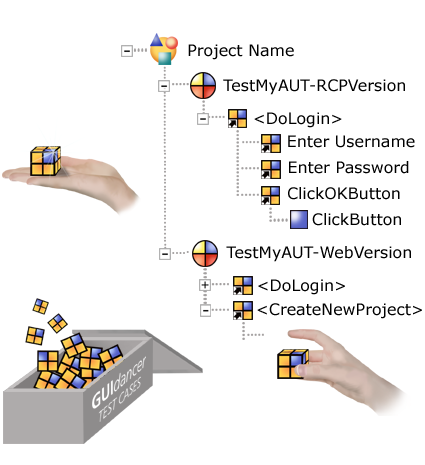 Project Name
TestMyAUT-RCPVersion
<DoLogin>
Enter Username
Enter Password
ClickOKButton
ClickButton
TestMyAUT-WebVersion
<DoLogin>
<CreateNewProject>
GUIdancer
TEST CASES